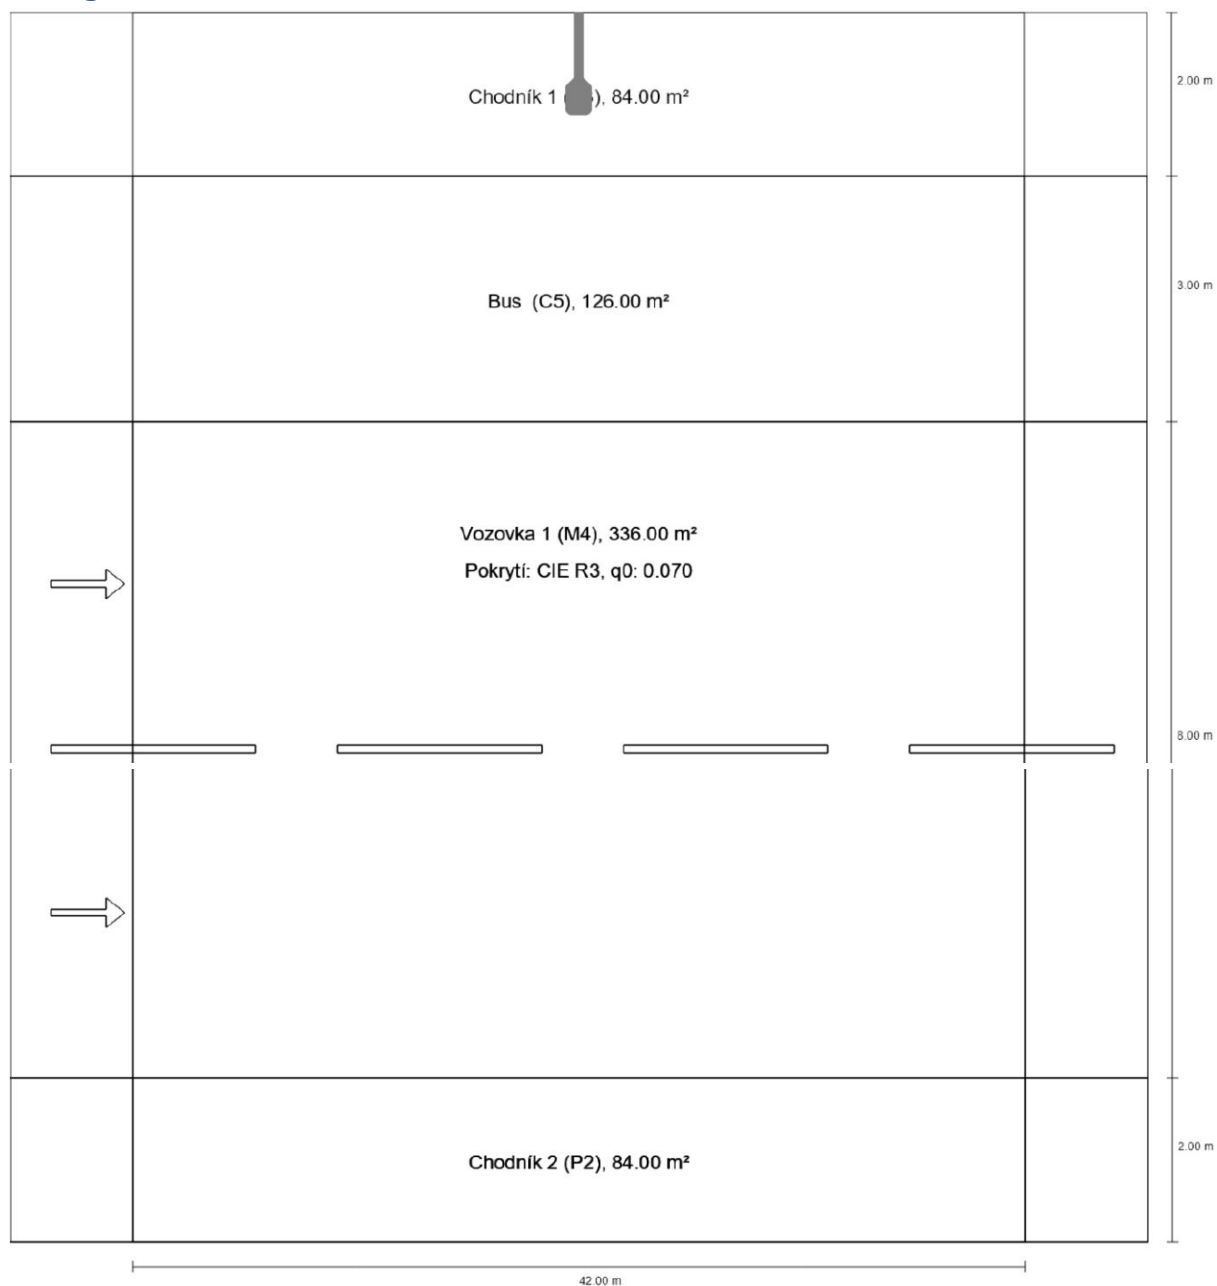 2.00 m
Chodník 1 ), 84.00 m²
3.00 m
Bus (C5), 126.00 m²
Vozovka 1 (M4), 336.00 m²
Pokrytí: CIE R3, q0: 0.070
8.00 m
2.00 m
Chodník 2 (P2), 84.00 m²
42.00 m